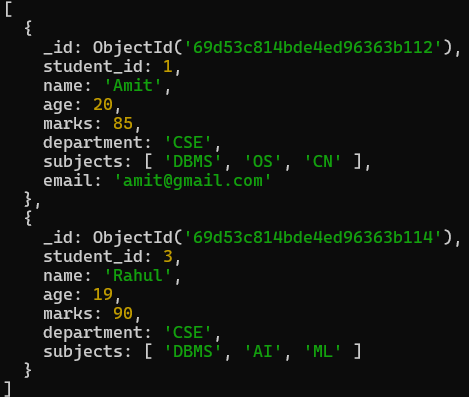 [
  {
    _id: ObjectId('69d53c814bde4ed96363b112'),
    student_id: 1,
    name: 'Amit',
    age: 20,
    marks: 85,
    department: 'CSE',
    subjects: [ 'DBMS', 'OS', 'CN' ],
    email: 'amit@gmail.com'
  },
  {
    _id: ObjectId('69d53c814bde4ed96363b114'),
    student_id: 3,
    name: 'Rahul',
    age: 19,
    marks: 90,
    department: 'CSE',
    subjects: [ 'DBMS', 'AI', 'ML' ]
  }
]